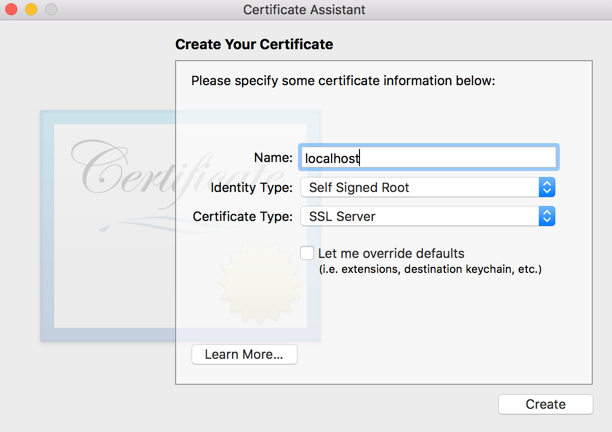 Certificate Assistant
Create Your Certificate
Please specify some certificate information below:
Certificate
Name: localhost
Identity Type: Self Signed Root
Certificate Type: SSL Server
Let me override defaults
(i.e. extensions, destination keychain, etc.)
Learn More...
Create